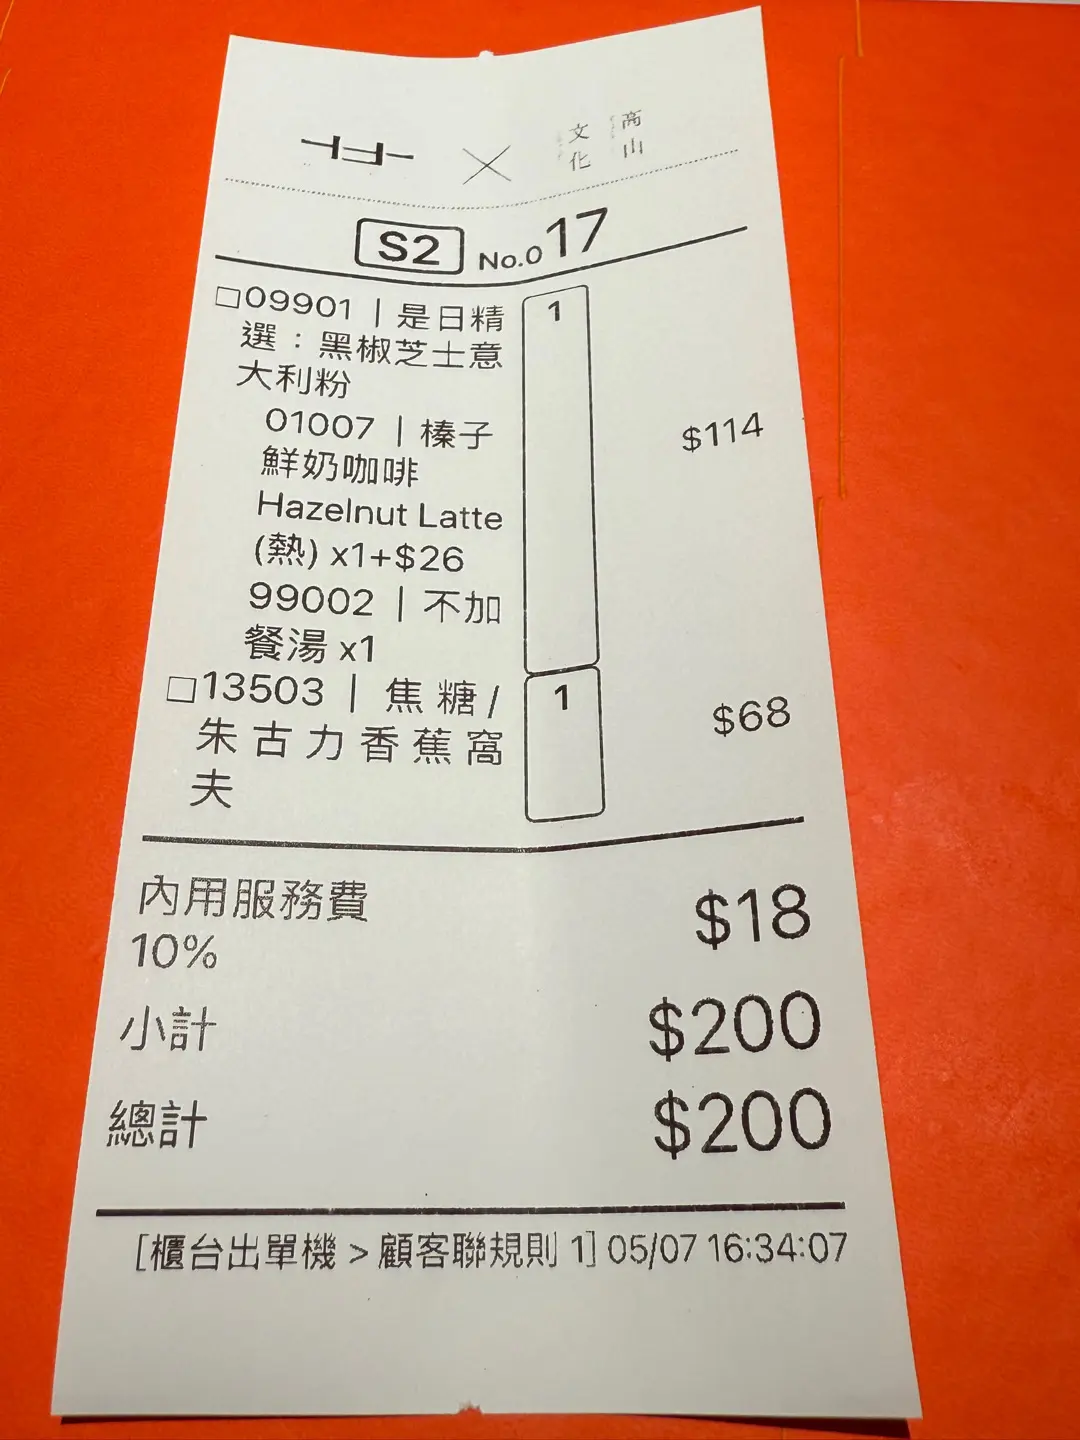 文化 高山
S2 No.017
□09901 | 是日精
選：黑椒芝士意
大利粉
1
01007 | 榛子
鮮奶咖啡
Hazelnut Latte
(熱) x1+$26
99002 | 不加
餐湯 x1
$114
□13503 | 焦糖/
朱古力香蕉窩
夫
1
$68
內用服務費
10%
$18
小計 $200
總計 $200
[櫃台出單機 > 顧客聯規則 1] 05/07 16:34:07